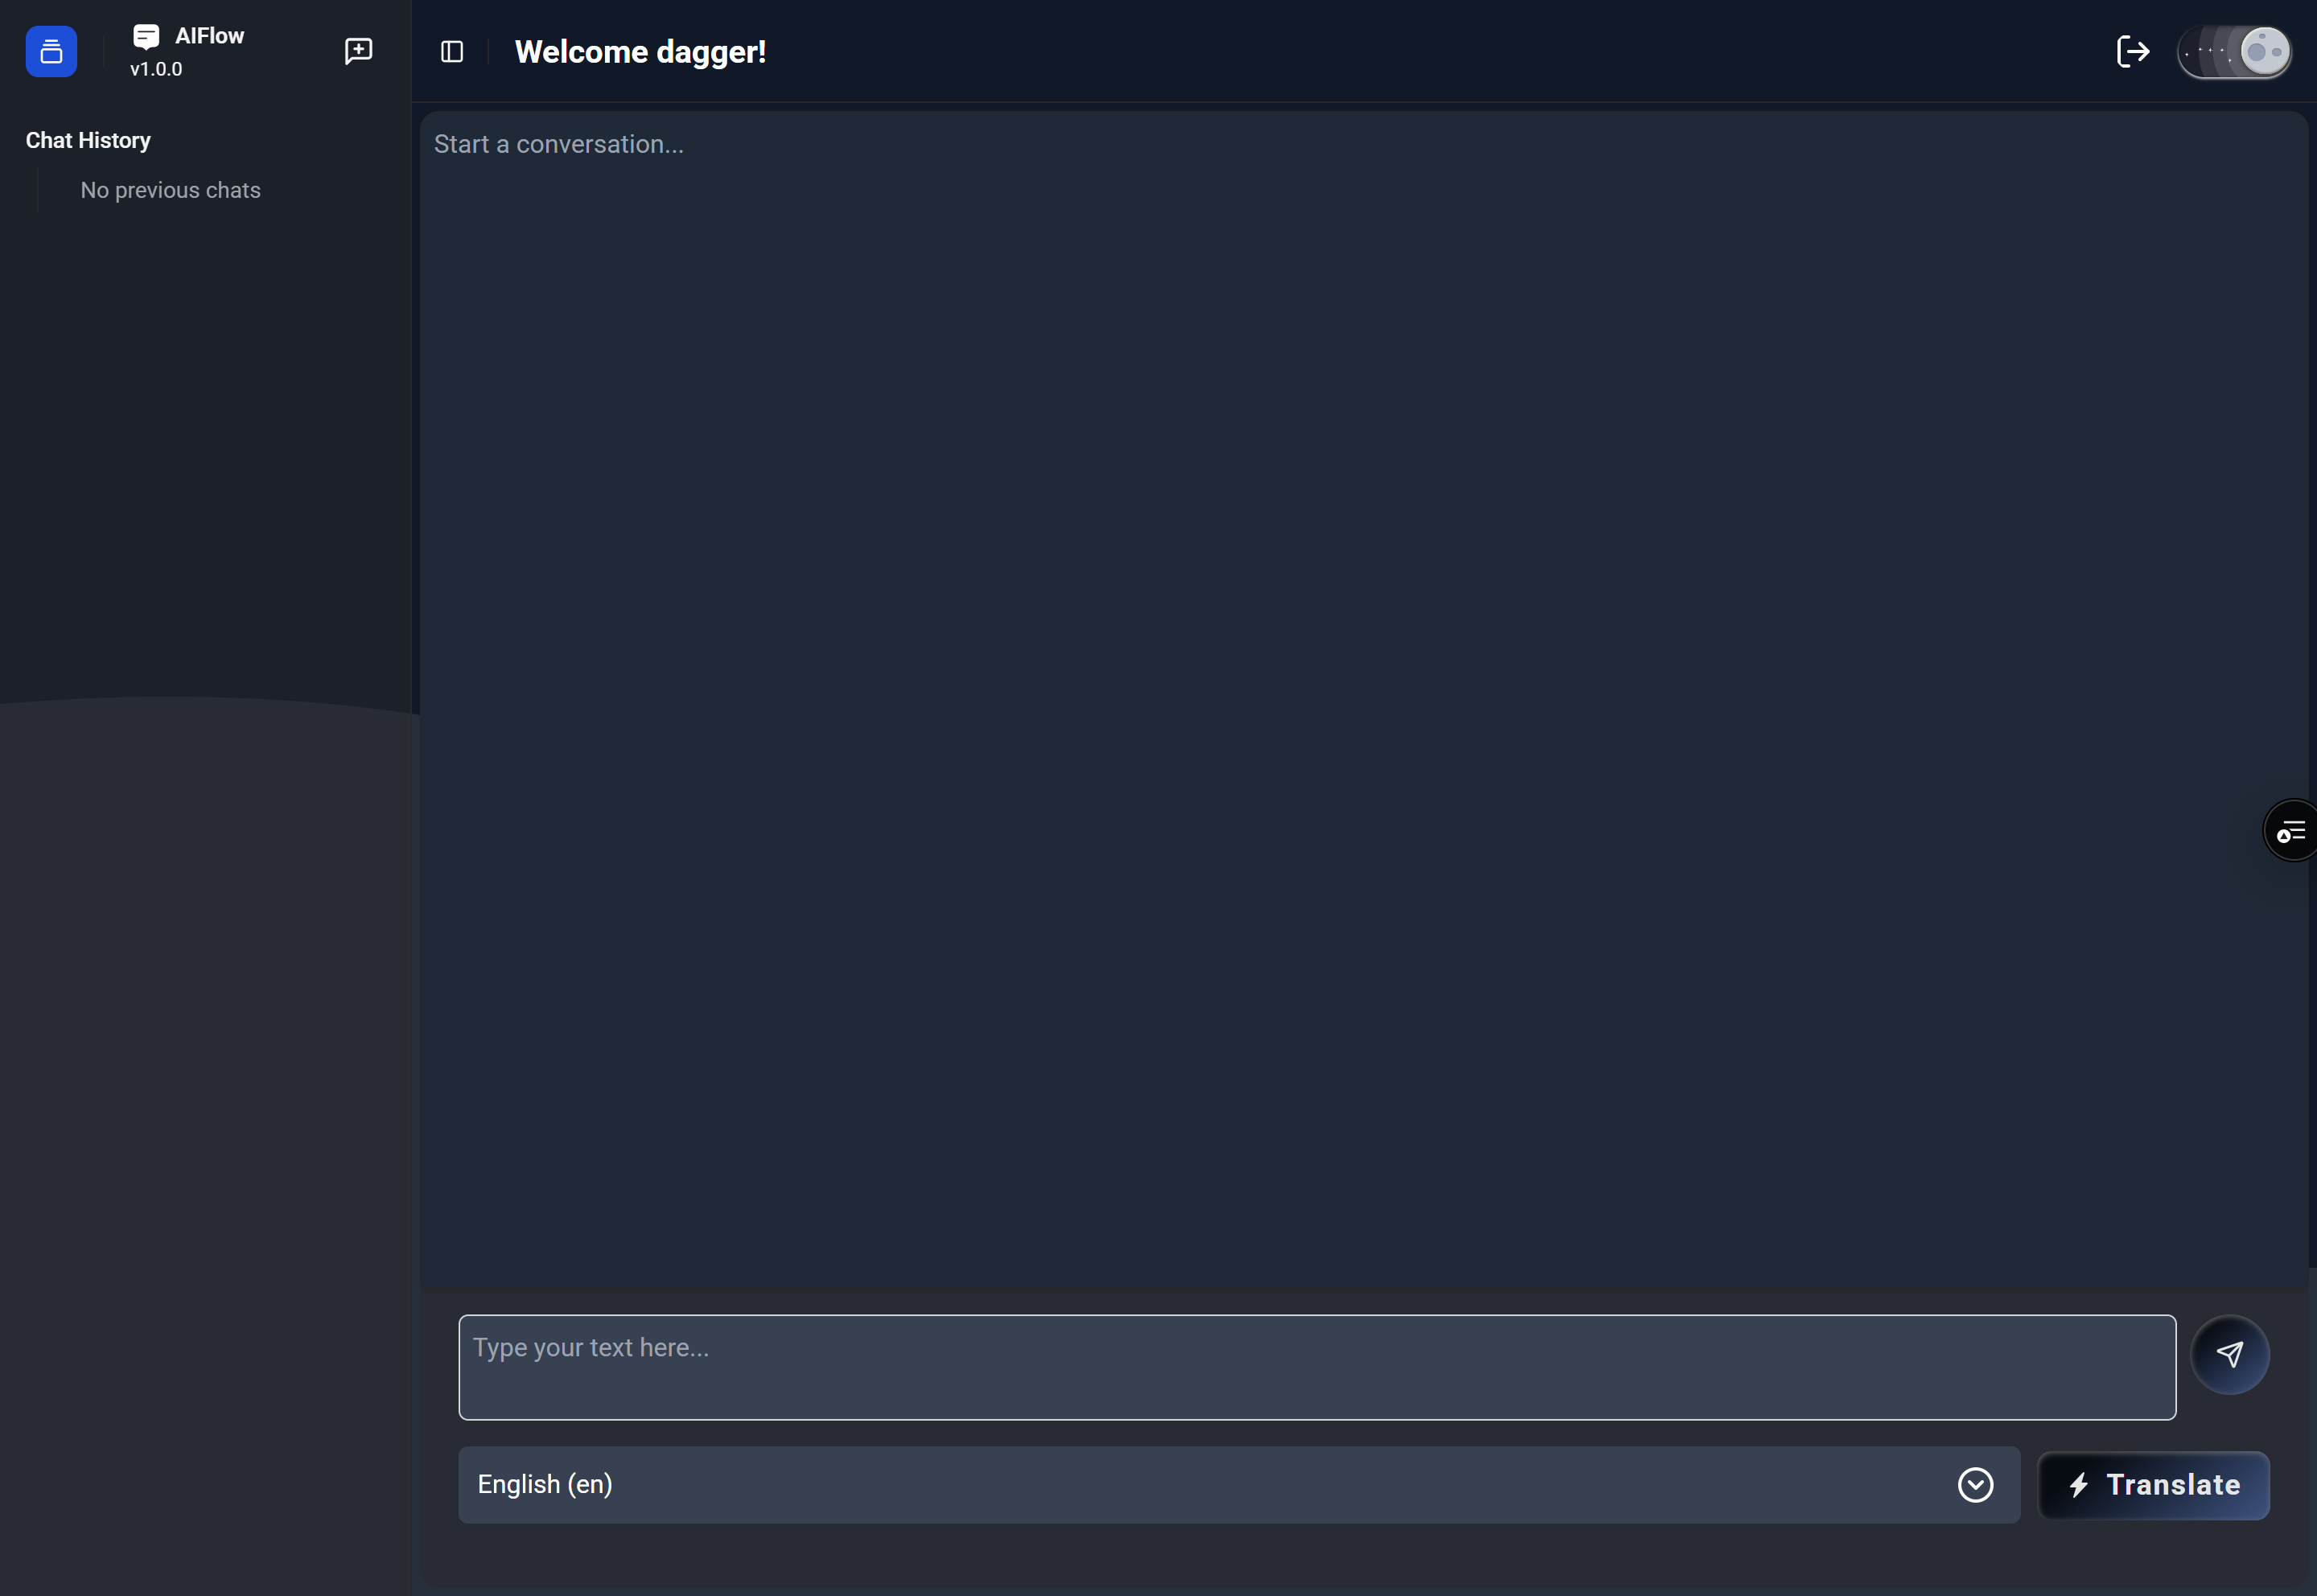 AIFlow
v1.0.0
Chat History
No previous chats
Welcome dagger!
Start a conversation...
Type your text here...
English (en)
Translate